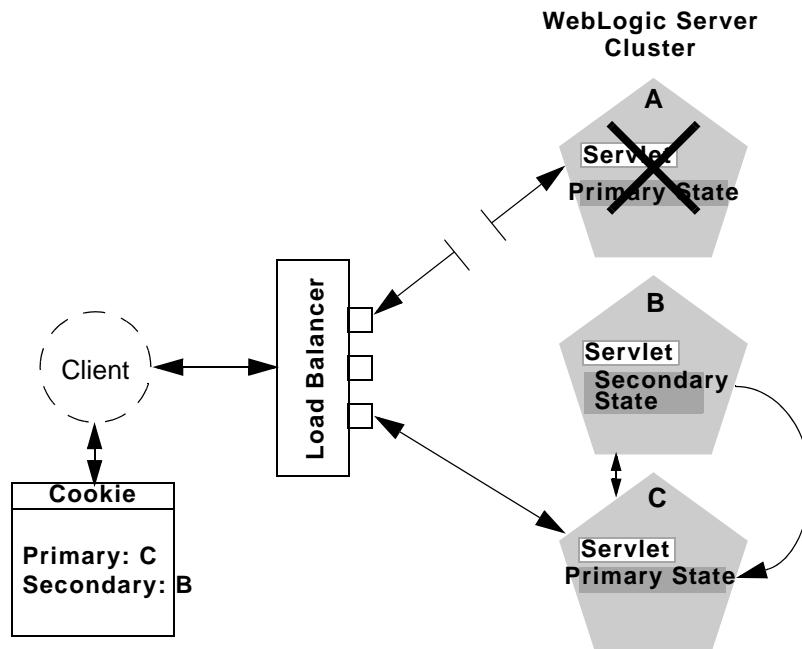 WebLogic Server
Cluster
A
Servlet
Primary State
B
Servlet
Secondary
State
Load Balancer
Client
Cookie
Primary: C
Secondary: B
C
Servlet
Primary State